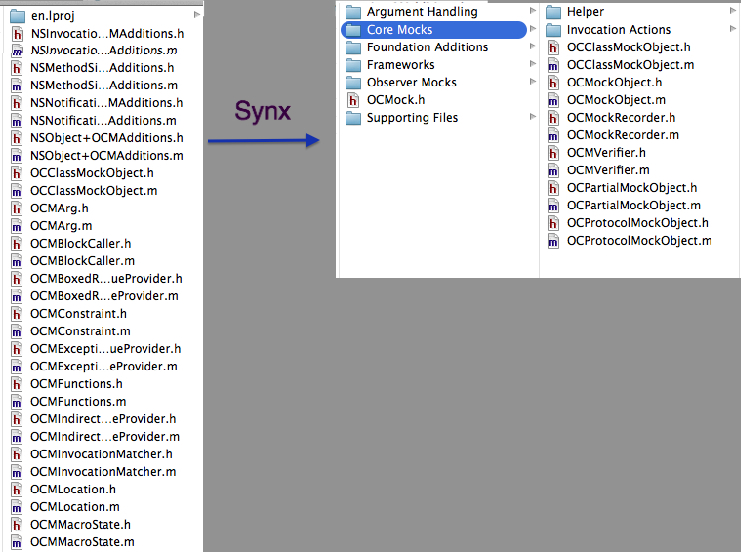 en.lproj
NSInvocatio...MAdditions.h
NSInvocation...Additions.m
NSMethodSi...Additions.h
NSMethodSi...Additions.m
NSNotificati...MAdditions.h
NSNotificati...Additions.m
NSObject+OCMAdditions.h
NSObject+OCMAdditions.m
OCClassMockObject.h
OCClassMockObject.m
OCMArg.h
OCMArg.m
OCMBlockCaller.h
OCMBlockCaller.m
OCMBoxedR...ueProvider.h
OCMBoxedR...eProvider.m
OCMConstraint.h
OCMConstraint.m
OCMExcepti...ueProvider.h
OCMExcepti...eProvider.m
OCMFunctions.h
OCMFunctions.m
OCMIndirect...eProvider.h
OCMIndirect...eProvider.m
OCMInvocationMatcher.h
OCMInvocationMatcher.m
OCMLocation.h
OCMLocation.m
OCMMacroState.h
OCMMacroState.m
Synx
Argument Handling
Core Mocks
Foundation Additions
Frameworks
Observer Mocks
OCMock.h
Supporting Files
Helper
Invocation Actions
OCClassMockObject.h
OCClassMockObject.m
OCMockObject.h
OCMockObject.m
OCMockRecorder.h
OCMockRecorder.m
OCMVerifier.h
OCMVerifier.m
OCPartialMockObject.h
OCPartialMockObject.m
OCProtocolMockObject.h
OCProtocolMockObject.m